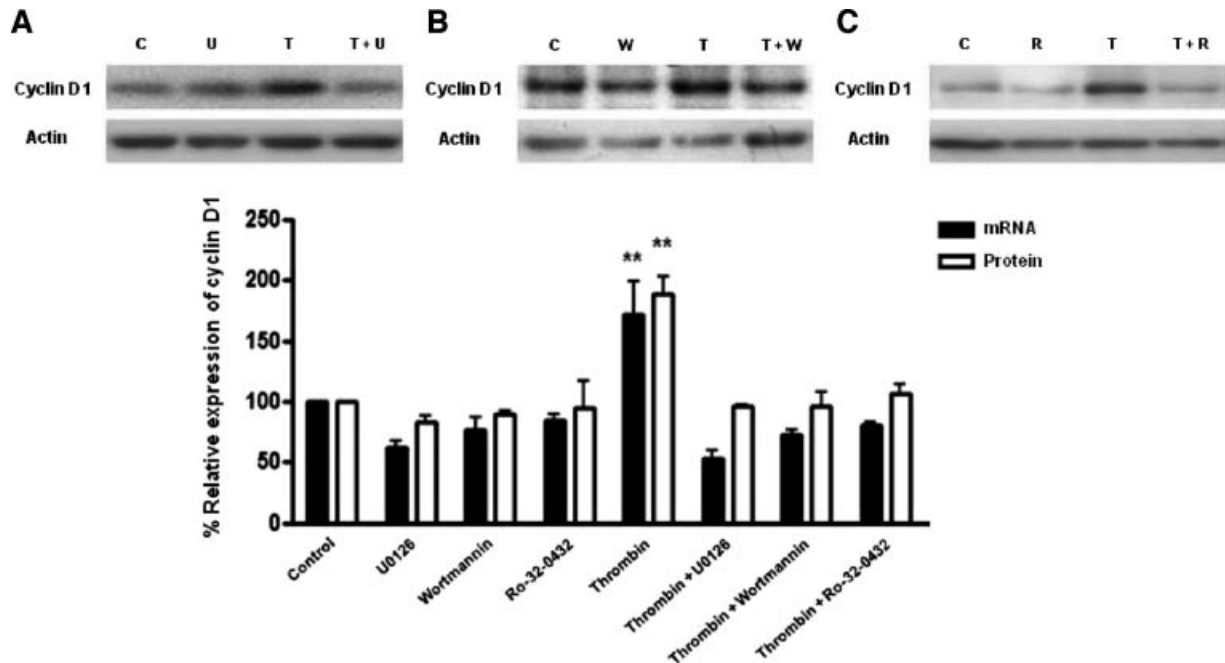 A
C U T T + U
Cyclin D1
Actin
B
C W T T + W
Cyclin D1
Actin
C
C R T T + R
Cyclin D1
Actin
% Relative expression of cyclin D1
250
200
150
100
50
0
** **
mRNA
Protein
Control
U0126
Wortmannin
Ro-32-0432
Thrombin
Thrombin + U0126
Thrombin + Wortmannin
Thrombin + Ro-32-0432